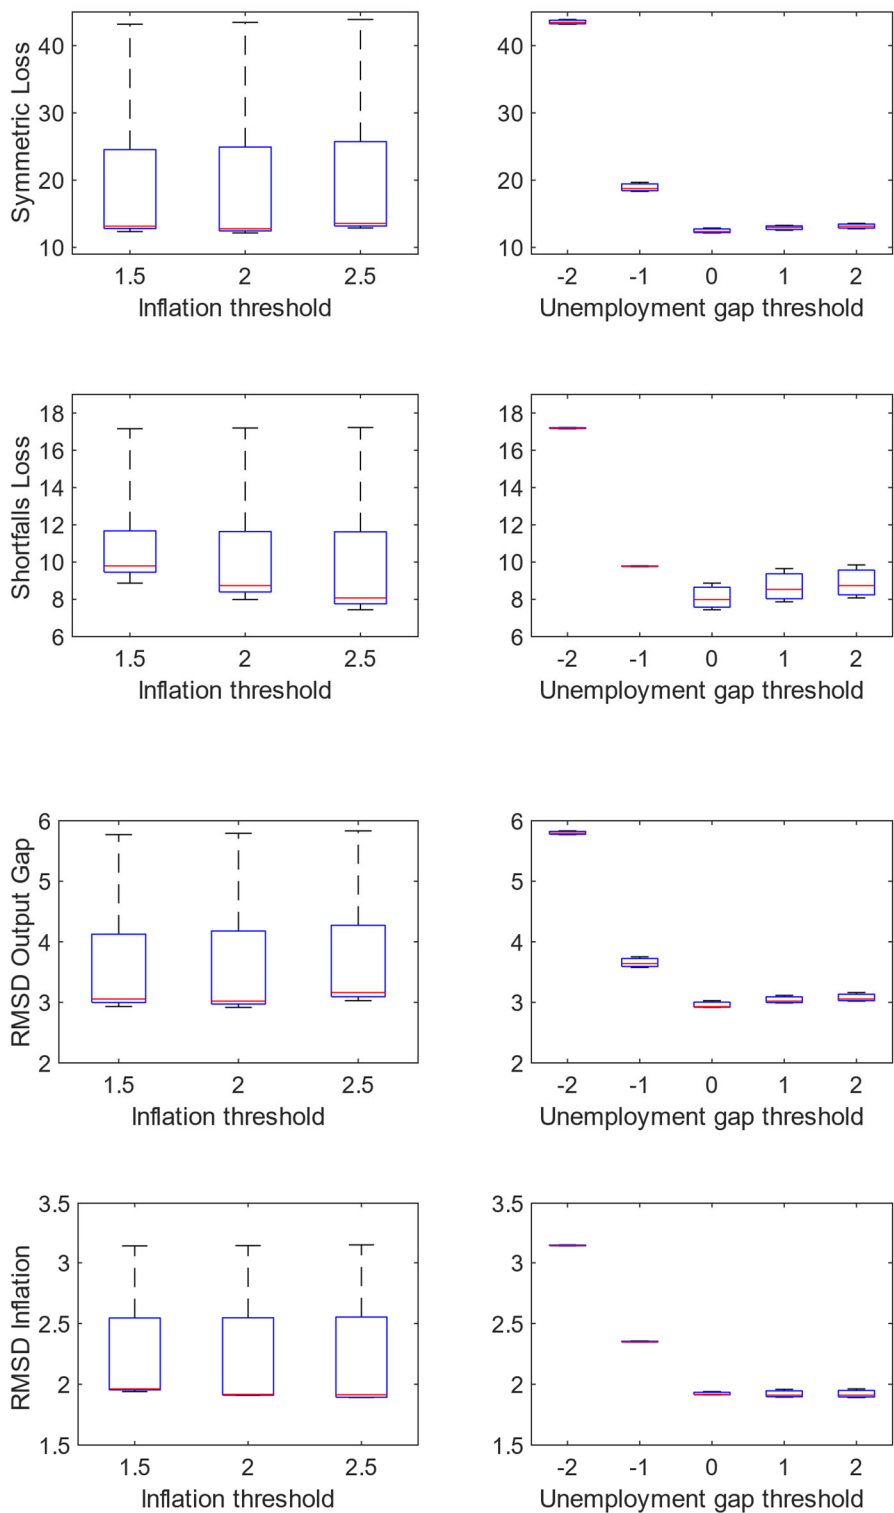 Symmetric Loss
40
30
20
10
1.5 2 2.5
Inflation threshold
40
30
20
10
-2 -1 0 1 2
Unemployment gap threshold
Shortfalls Loss
18
16
14
12
10
8
6
1.5 2 2.5
Inflation threshold
18
16
14
12
10
8
6
-2 -1 0 1 2
Unemployment gap threshold
RMSD Output Gap
6
5
4
3
2
1.5 2 2.5
Inflation threshold
6
5
4
3
2
-2 -1 0 1 2
Unemployment gap threshold
RMSD Inflation
3.5
3
2.5
2
1.5
1.5 2 2.5
Inflation threshold
3.5
3
2.5
2
1.5
-2 -1 0 1 2
Unemployment gap threshold